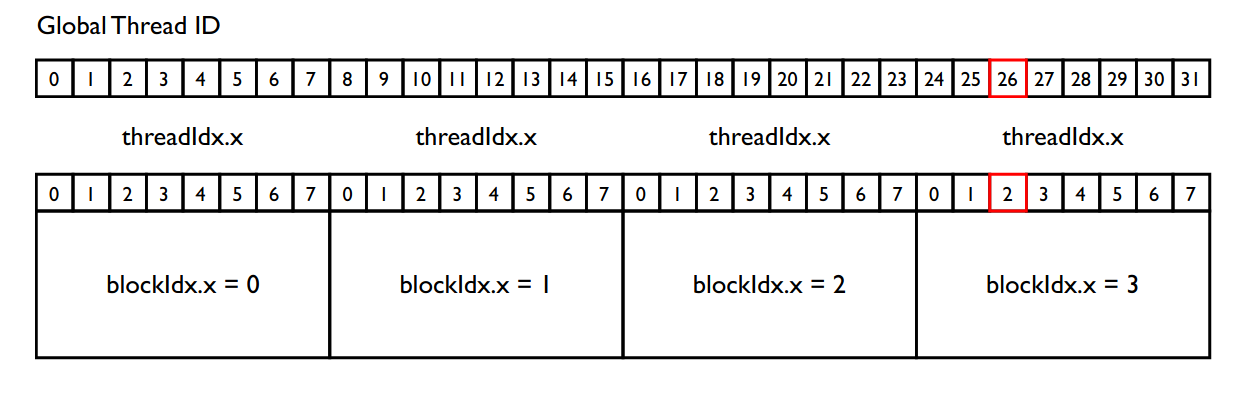 Global Thread ID
0 1 2 3 4 5 6 7 8 9 10 11 12 13 14 15 16 17 18 19 20 21 22 23 24 25 26 27 28 29 30 31
threadIdx.x threadIdx.x threadIdx.x threadIdx.x
0 1 2 3 4 5 6 7 0 1 2 3 4 5 6 7 0 1 2 3 4 5 6 7 0 1 2 3 4 5 6 7
blockIdx.x = 0 blockIdx.x = 1 blockIdx.x = 2 blockIdx.x = 3